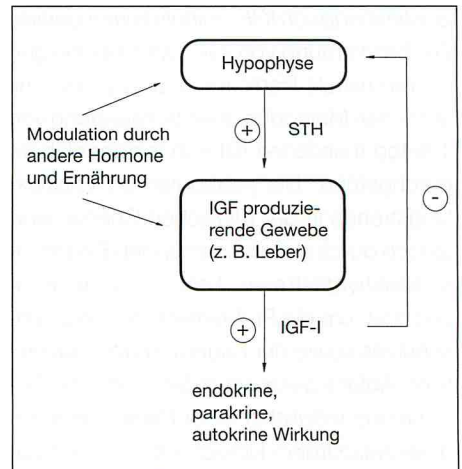 Hypophyse
+
STH
Modulation durch
andere Hormone
und Ernährung
IGF produzie-
rende Gewebe
(z. B. Leber)
-
+
IGF-I
endokrine,
parakrine,
autokrine Wirkung